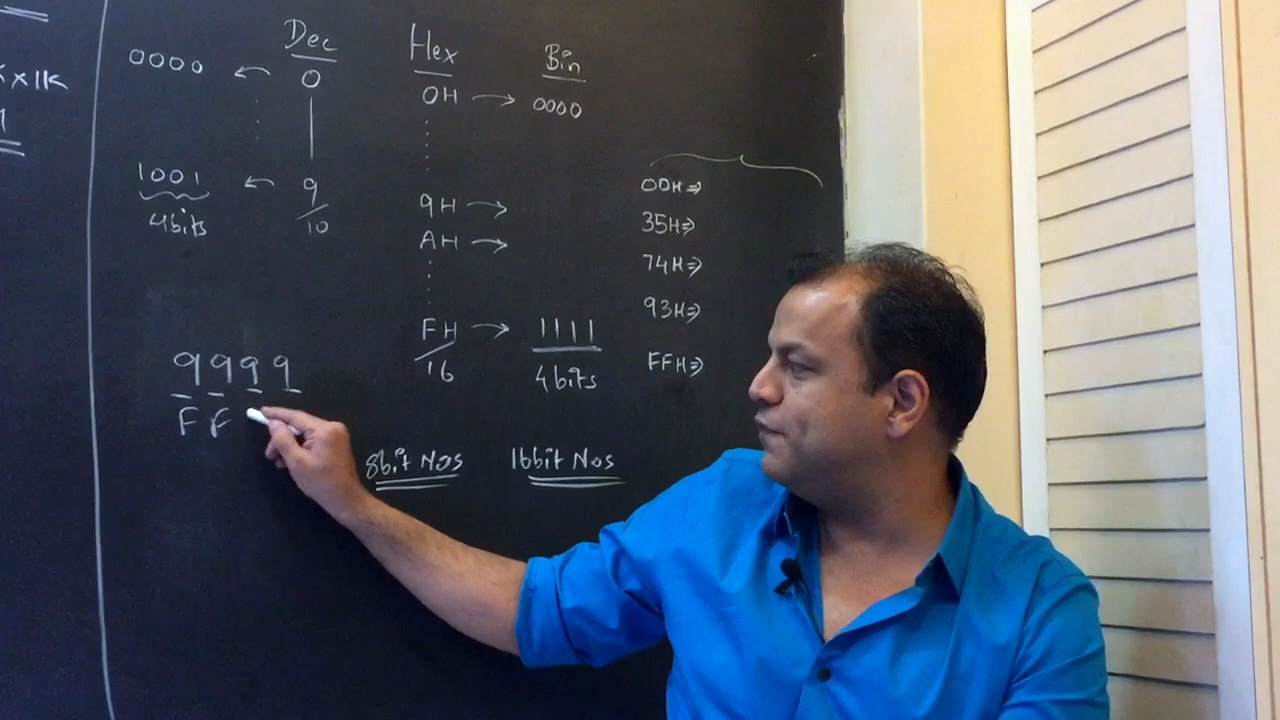 x1K
Dec Hex Bin
0000 ← 0 0H → 0000
1001 ← 9 9H →
4bits 10 AH →
FH → 1111
16 4bits
00H ⇒
35H ⇒
74H ⇒
93H ⇒
FFH ⇒
9999
FF
8bit Nos 16bit Nos